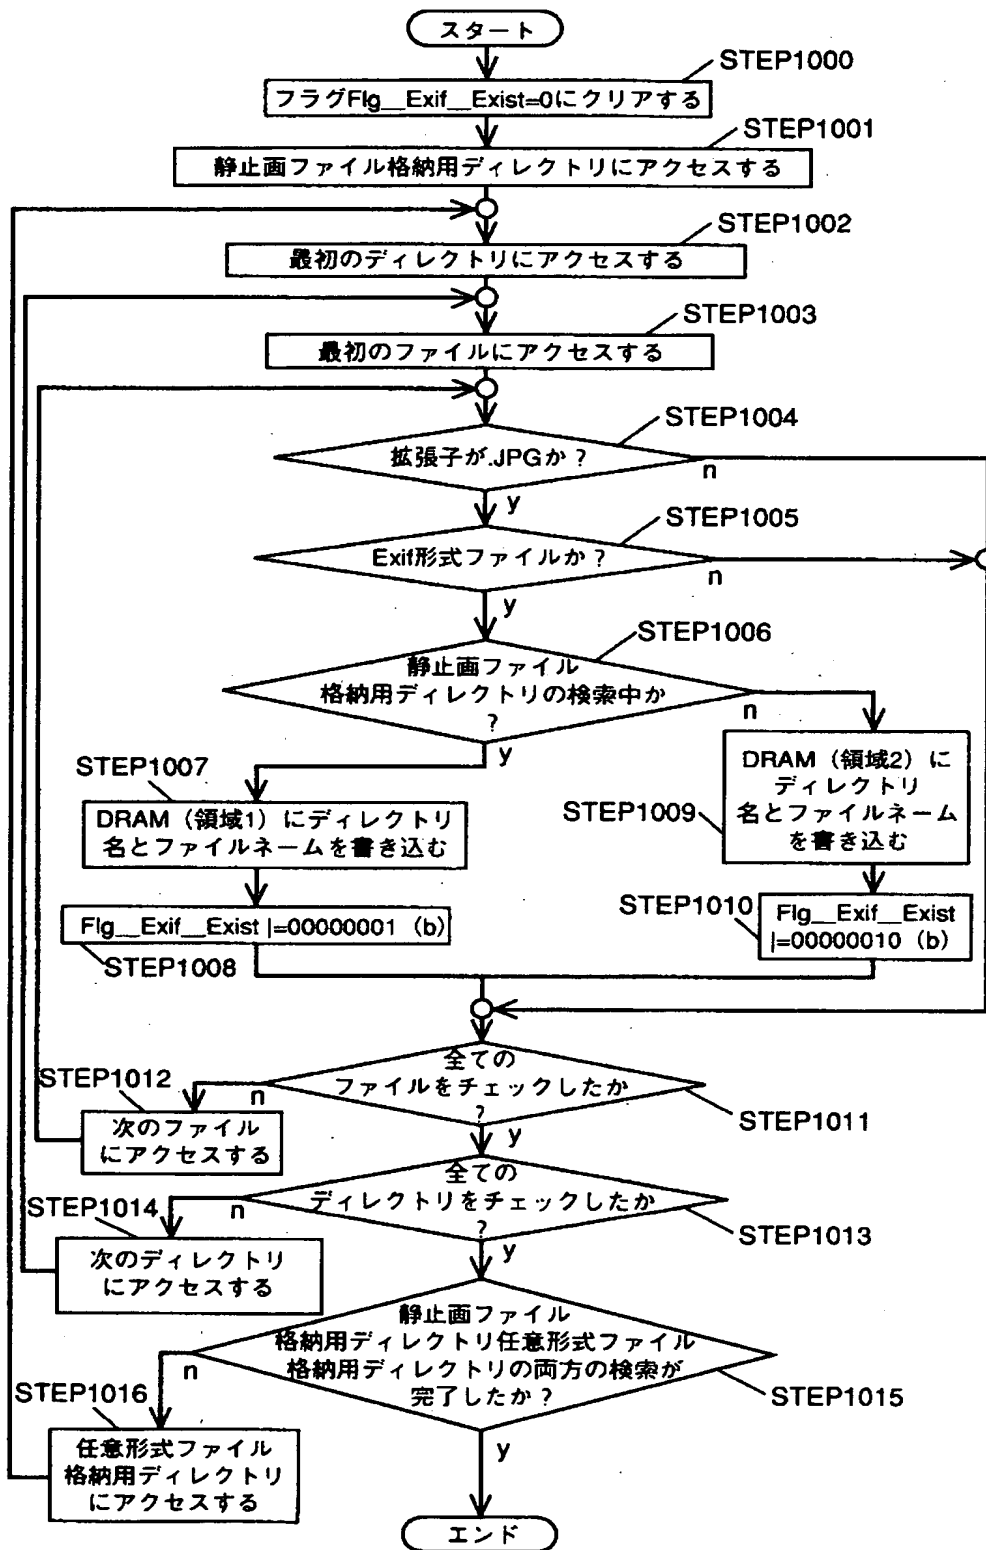 スタート
STEP1000
フラグFlg__Exif__Exist=0にクリアする
STEP1001
静止画ファイル格納用ディレクトリにアクセスする
STEP1002
最初のディレクトリにアクセスする
STEP1003
最初のファイルにアクセスする
STEP1004
拡張子が.JPGか?
n
y
STEP1005
Exif形式ファイルか?
n
y
STEP1006
静止画ファイル
格納用ディレクトリの検索中か
?
n
y
STEP1007
DRAM(領域1)にディレクトリ
名とファイルネームを書き込む
DRAM(領域2)に
ディレクトリ
名とファイルネーム
を書き込む
STEP1009
Flg__Exif__Exist |=00000001 (b)
STEP1008
STEP1010
Flg__Exif__Exist
|=00000010 (b)
全ての
ファイルをチェックしたか
?
STEP1011
n
y
STEP1012
次のファイル
にアクセスする
全ての
ディレクトリをチェックしたか
?
STEP1013
n
y
STEP1014
次のディレクトリ
にアクセスする
静止画ファイル
格納用ディレクトリ任意形式ファイル
格納用ディレクトリの両方の検索が
完了したか?
STEP1015
n
y
STEP1016
任意形式ファイル
格納用ディレクトリ
にアクセスする
エンド